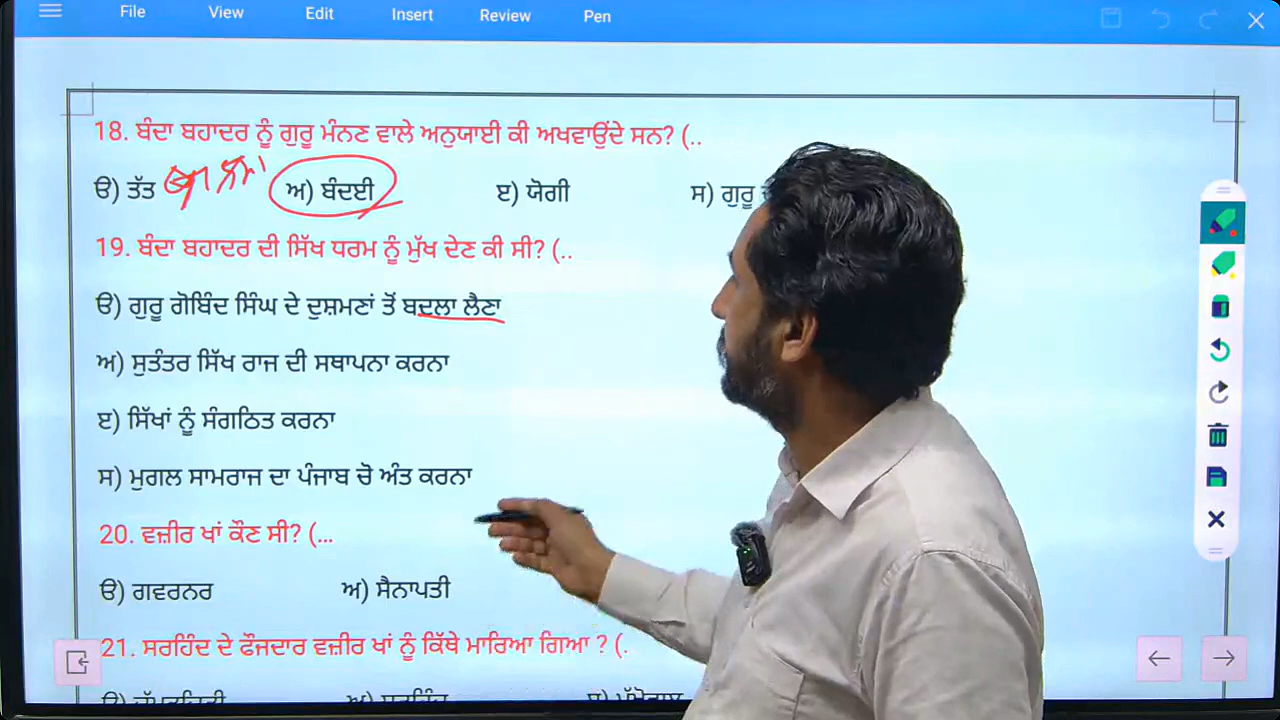 File View Edit Insert Review Pen
18. ਬੰਦਾ ਬਹਾਦਰ ਨੂੰ ਗੁਰੂ ਮੰਨਣ ਵਾਲੇ ਅਨੁਯਾਈ ਕੀ ਅਖਵਾਉਂਦੇ ਸਨ? (..
ੳ) ਤੱਤ ਅ) ਬੰਦਈ ੲ) ਯੋਗੀ ਸ) ਗੁਰੂ
19. ਬੰਦਾ ਬਹਾਦਰ ਦੀ ਸਿੱਖ ਧਰਮ ਨੂੰ ਮੁੱਖ ਦੇਣ ਕੀ ਸੀ? (..
ੳ) ਗੁਰੂ ਗੋਬਿੰਦ ਸਿੰਘ ਦੇ ਦੁਸ਼ਮਣਾਂ ਤੋਂ ਬਦਲਾ ਲੈਣਾ
ਅ) ਸੁਤੰਤਰ ਸਿੱਖ ਰਾਜ ਦੀ ਸਥਾਪਨਾ ਕਰਨਾ
ੲ) ਸਿੱਖਾਂ ਨੂੰ ਸੰਗਠਿਤ ਕਰਨਾ
ਸ) ਮੁਗਲ ਸਾਮਰਾਜ ਦਾ ਪੰਜਾਬ ਚੋ ਅੰਤ ਕਰਨਾ
20. ਵਜ਼ੀਰ ਖਾਂ ਕੌਣ ਸੀ? (...
ੳ) ਗਵਰਨਰ ਅ) ਸੈਨਾਪਤੀ
21. ਸਰਹਿੰਦ ਦੇ ਫੌਜਦਾਰ ਵਜ਼ੀਰ ਖਾਂ ਨੂੰ ਕਿੱਥੇ ਮਾਰਿਆ ਗਿਆ ? (.